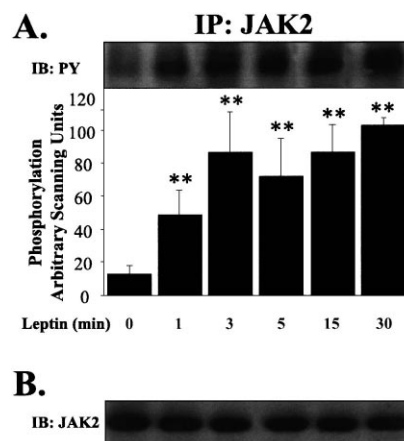 A.
IP: JAK2
IB: PY
Phosphorylation
Arbitrary Scanning Units
120
100
80
60
40
20
0
** ** ** ** **
Leptin (min) 0 1 3 5 15 30
B.
IB: JAK2